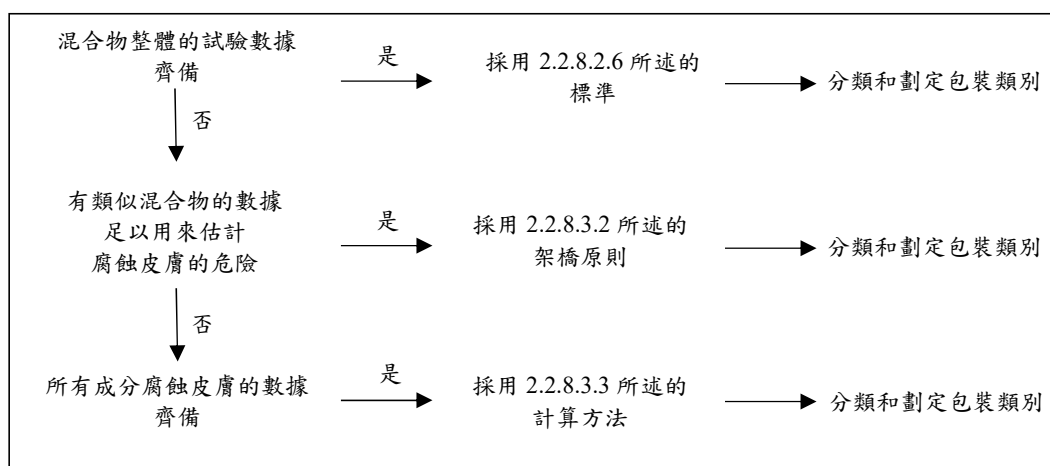 混合物整體的試驗數據
齊備
是
採用 2.2.8.2.6 所述的
標準
分類和劃定包裝類別
否
有類似混合物的數據
足以用來估計
腐蝕皮膚的危險
是
採用 2.2.8.3.2 所述的
架橋原則
分類和劃定包裝類別
否
所有成分腐蝕皮膚的數據
齊備
是
採用 2.2.8.3.3 所述的
計算方法
分類和劃定包裝類別